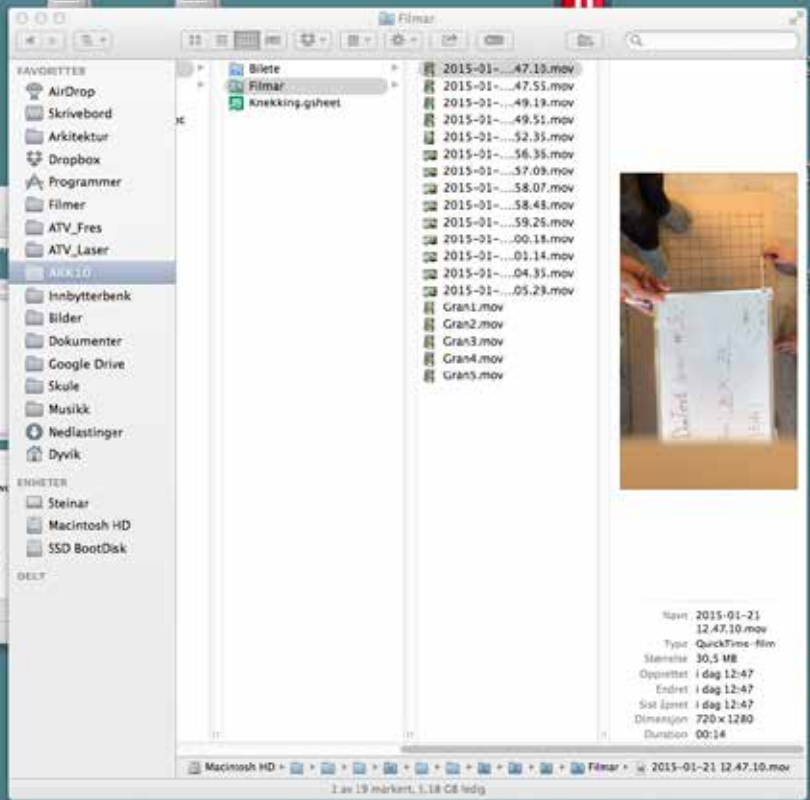 Filmar
FAVORITTER
AirDrop
Skrivebord
Arkitektur
Dropbox
Programmer
Filmer
ATV_Fres
ATV_Laser
ARK10
Innbytterbenk
Bilder
Dokumenter
Google Drive
Skule
Musikk
Nedlastinger
Dyvik
ENHETER
Steinar
Macintosh HD
SSD BootDisk
DELT
Bilete
Filmar
Knekking.gsheet
2015-01-....47.10.mov
2015-01-....47.55.mov
2015-01-....49.19.mov
2015-01-....49.51.mov
2015-01-....52.35.mov
2015-01-....56.36.mov
2015-01-....57.09.mov
2015-01-....58.07.mov
2015-01-....58.48.mov
2015-01-....59.26.mov
2015-01-....00.18.mov
2015-01-....01.14.mov
2015-01-....04.35.mov
2015-01-....05.29.mov
Gran1.mov
Gran2.mov
Gran3.mov
Gran4.mov
Gran5.mov
Navn 2015-01-21
12.47.10.mov
Type QuickTime-film
Størrelse 30,5 MB
Opprettet i dag 12:47
Endret i dag 12:47
Sist åpnet i dag 12:47
Dimensjon 720 x 1280
Duration 00:14
Macintosh HD Filmar 2015-01-21 12.47.10.mov
1 av 19 markert, 1,18 GB ledig